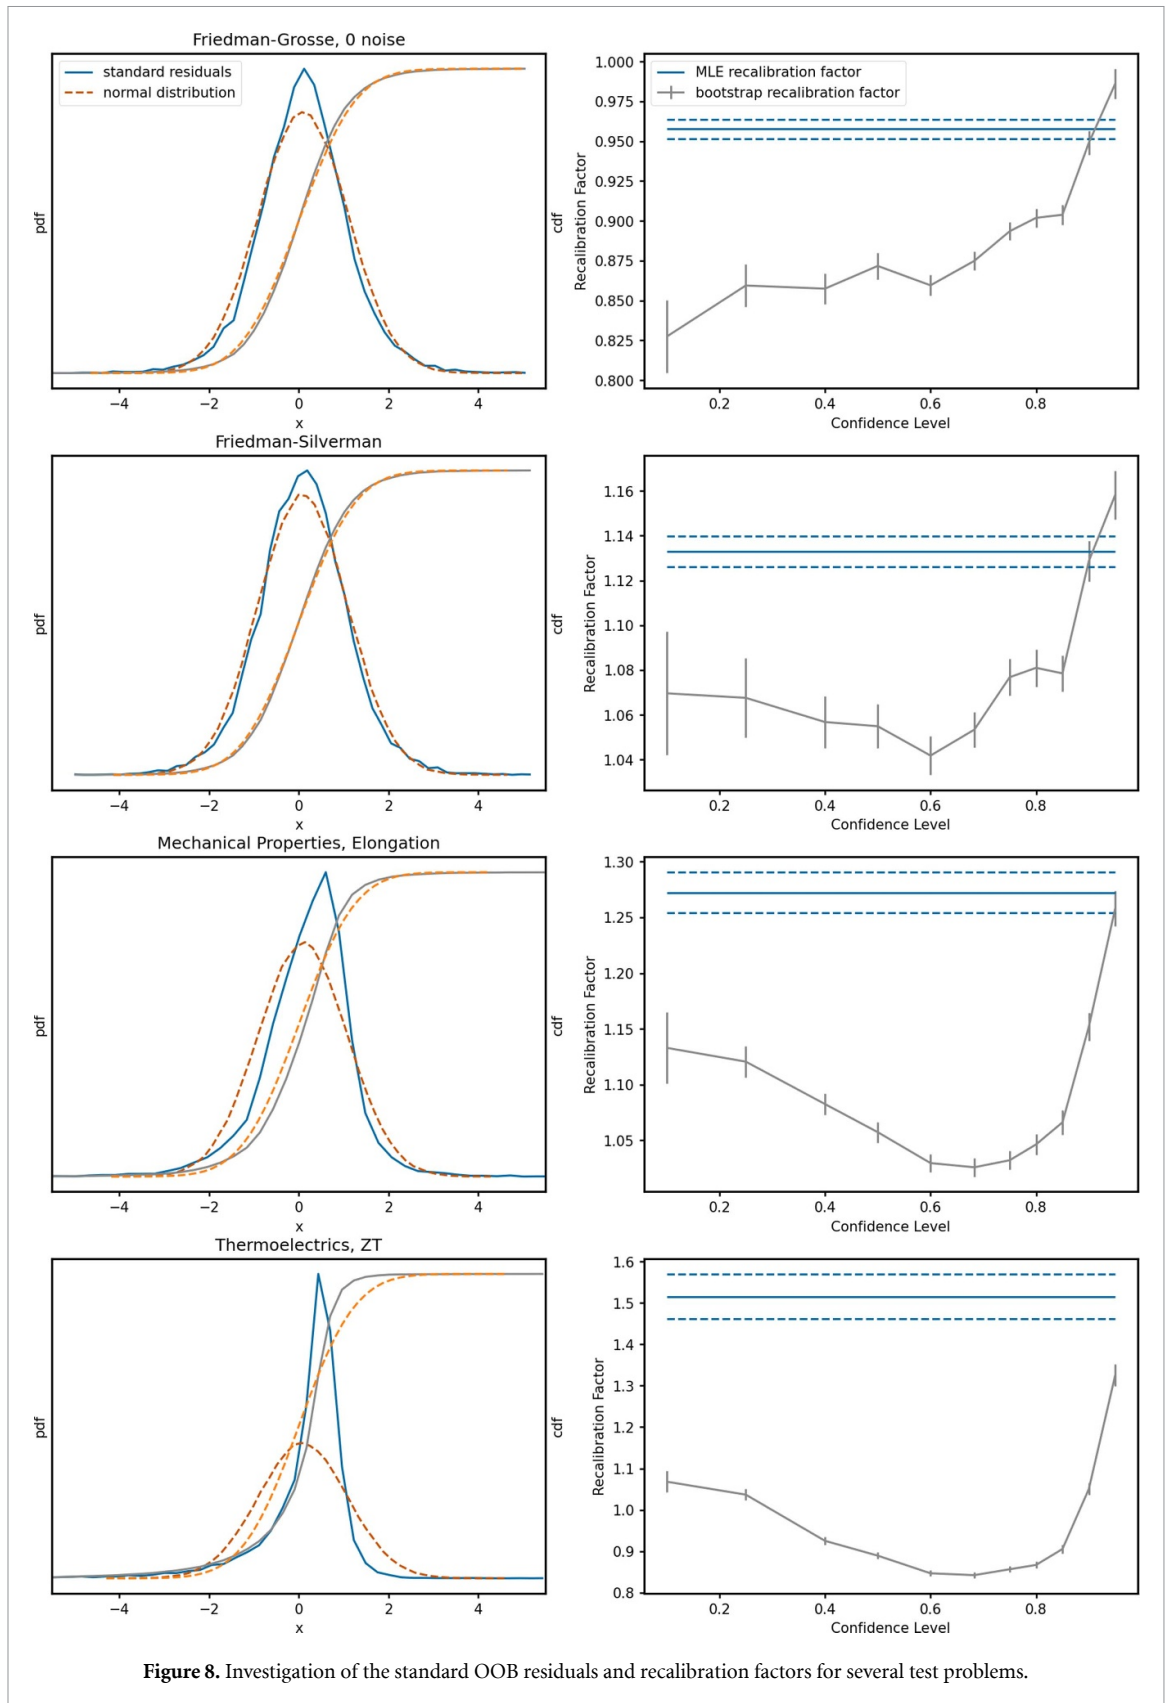 Friedman-Grosse, 0 noise
standard residuals
normal distribution
pdf
cdf
−4
−2
0
2
4
x
MLE recalibration factor
bootstrap recalibration factor
Recalibration Factor
1.000
0.975
0.950
0.925
0.900
0.875
0.850
0.825
0.800
0.2
0.4
0.6
0.8
Confidence Level
Friedman-Silverman
pdf
cdf
−4
−2
0
2
4
x
Recalibration Factor
1.16
1.14
1.12
1.10
1.08
1.06
1.04
0.2
0.4
0.6
0.8
Confidence Level
Mechanical Properties, Elongation
pdf
cdf
−4
−2
0
2
4
x
Recalibration Factor
1.30
1.25
1.20
1.15
1.10
1.05
0.2
0.4
0.6
0.8
Confidence Level
Thermoelectrics, ZT
pdf
cdf
−4
−2
0
2
4
x
Recalibration Factor
1.6
1.5
1.4
1.3
1.2
1.1
1.0
0.9
0.8
0.2
0.4
0.6
0.8
Confidence Level
Figure 8. Investigation of the standard OOB residuals and recalibration factors for several test problems.